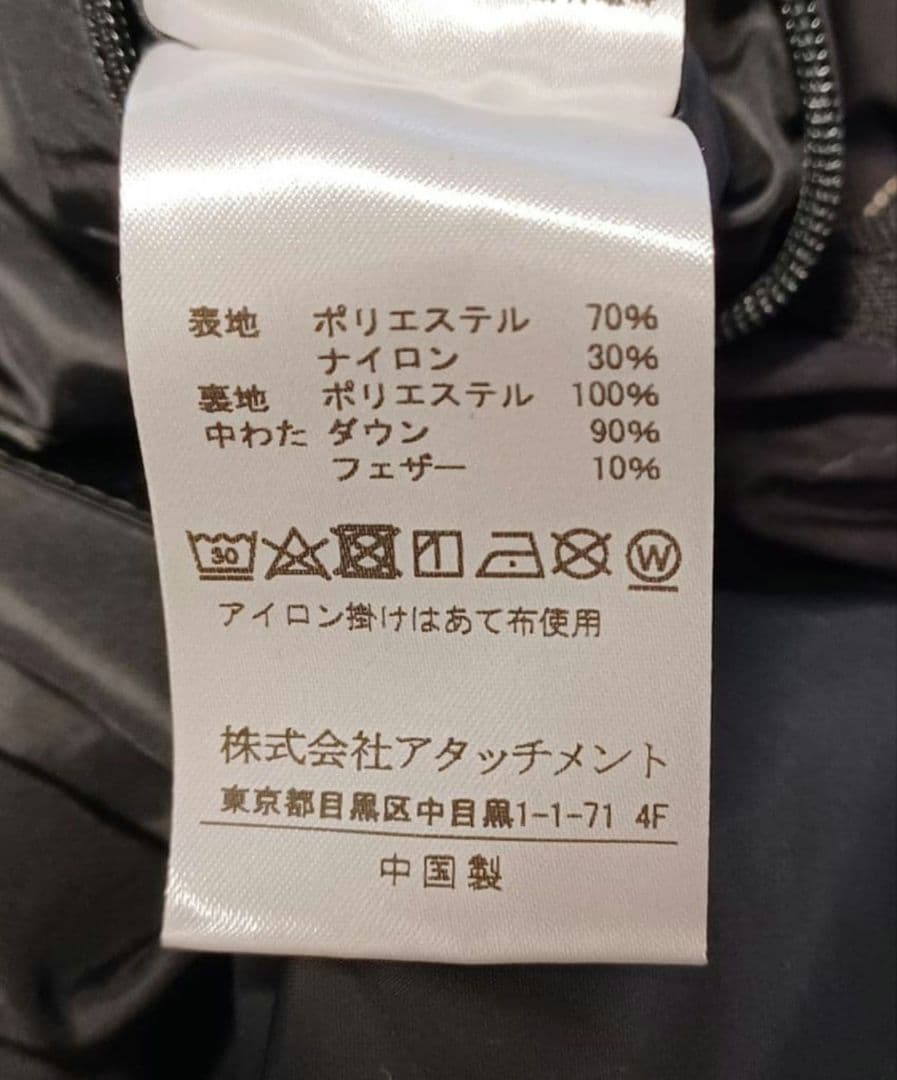 表地 ポリエステル 70%
ナイロン 30%
裏地 ポリエステル 100%
中わた ダウン 90%
フェザー 10%
30 W
アイロン掛けはあて布使用
株式会社アタッチメント
東京都目黒区中目黒1-1-71 4F
中国製